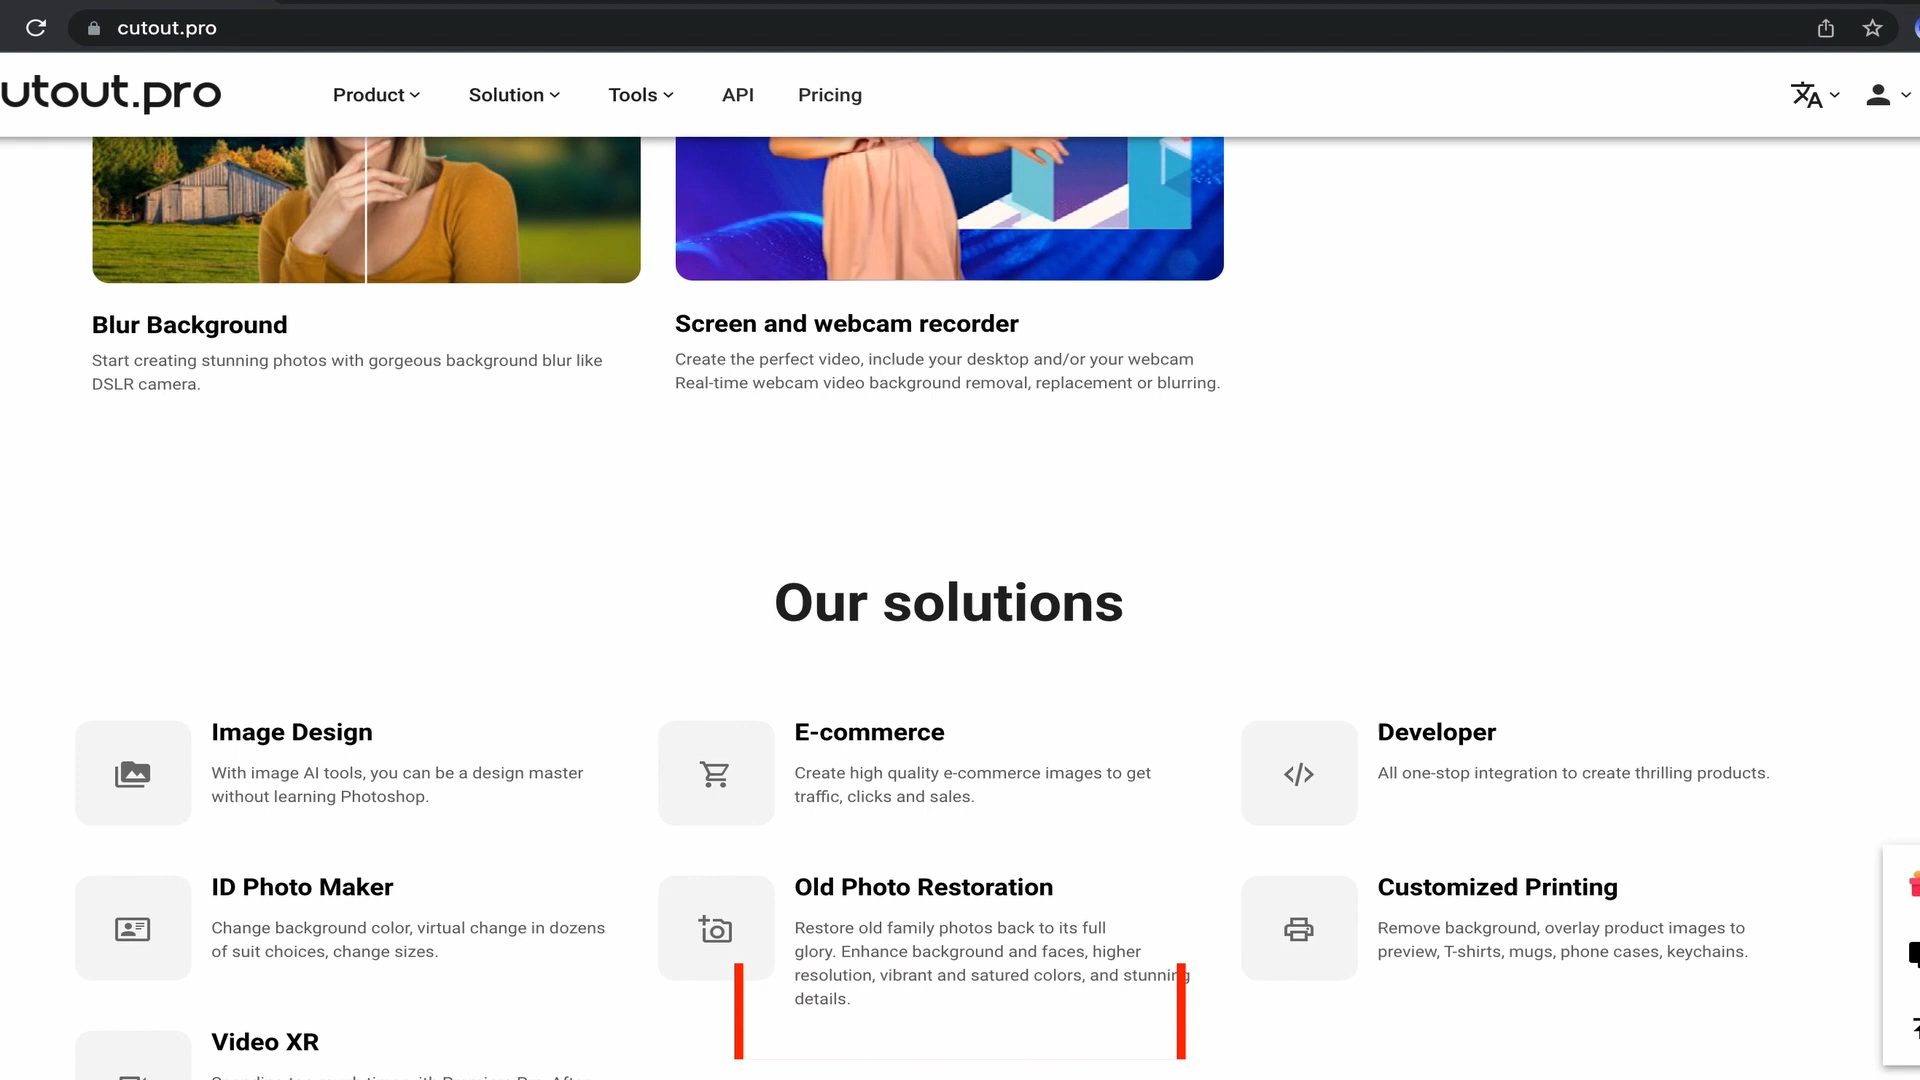 cutout.pro
utout.pro
Product
Solution
Tools
API
Pricing
Blur Background
Start creating stunning photos with gorgeous background blur like
DSLR camera.
Screen and webcam recorder
Create the perfect video, include your desktop and/or your webcam
Real-time webcam video background removal, replacement or blurring.
Our solutions
Image Design
With image AI tools, you can be a design master
without learning Photoshop.
E-commerce
Create high quality e-commerce images to get
traffic, clicks and sales.
Developer
All one-stop integration to create thrilling products.
ID Photo Maker
Change background color, virtual change in dozens
of suit choices, change sizes.
Old Photo Restoration
Restore old family photos back to its full
glory. Enhance background and faces, higher
resolution, vibrant and satured colors, and stunning
details.
Customized Printing
Remove background, overlay product images to
preview, T-shirts, mugs, phone cases, keychains.
Video XR